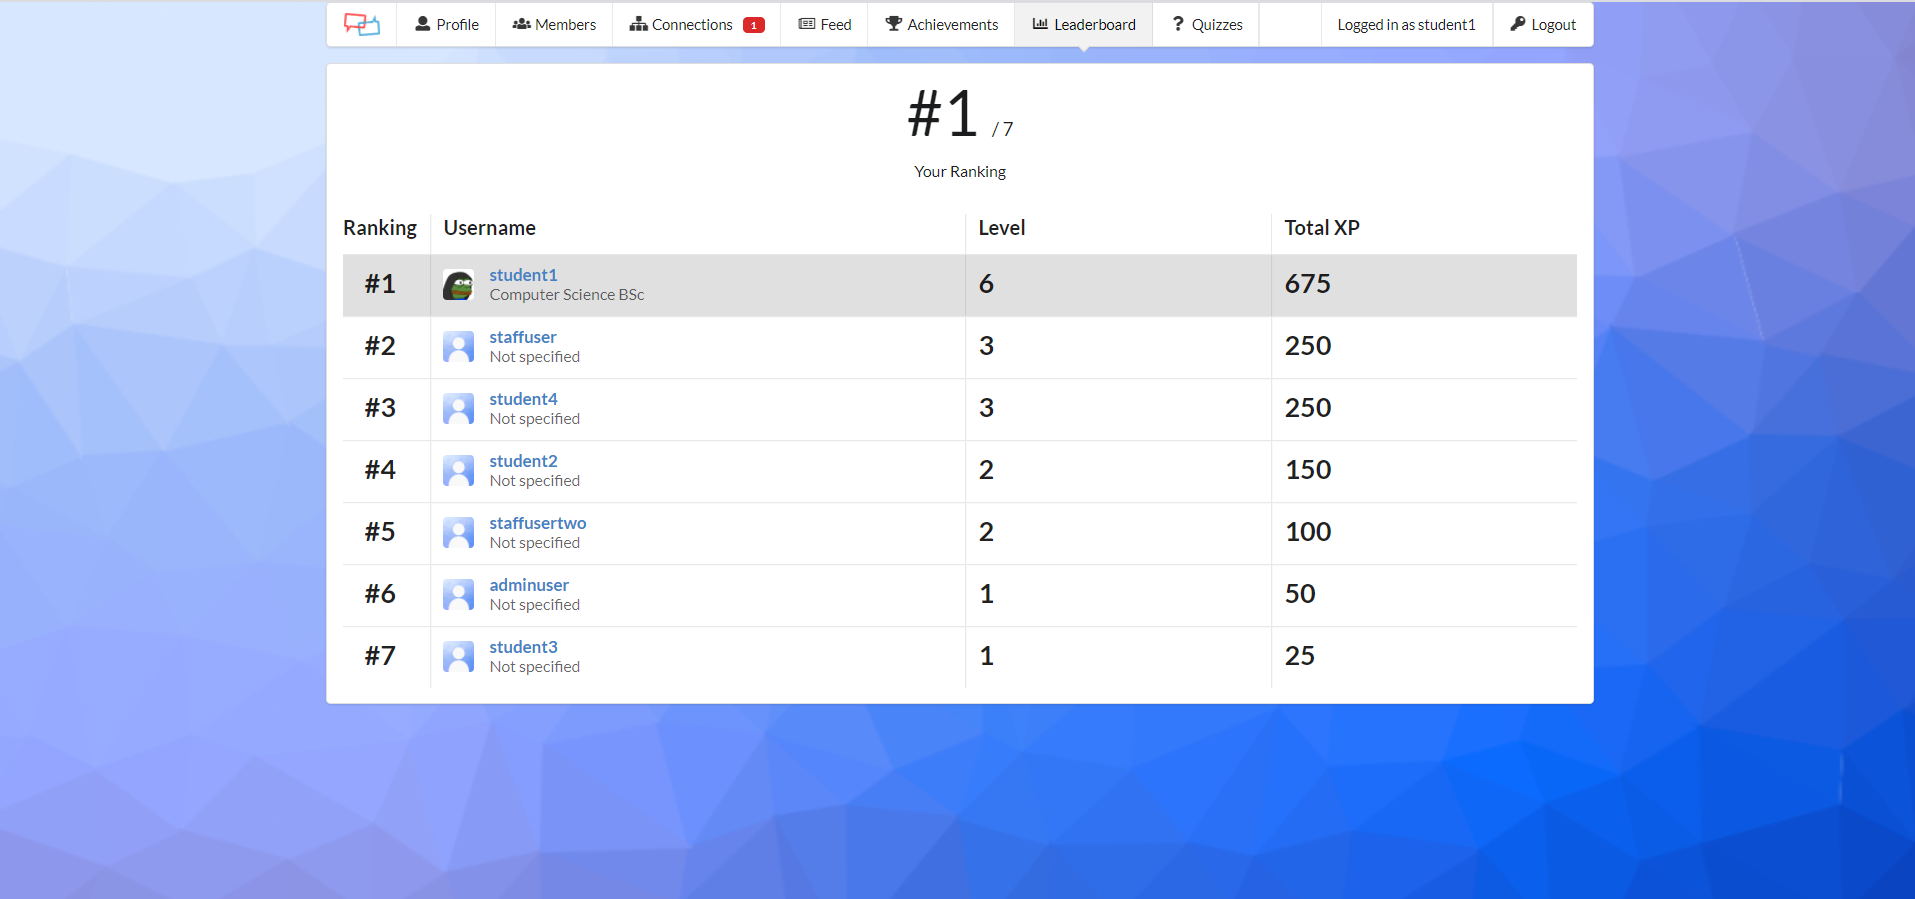 Profile Members Connections 1 Feed Achievements Leaderboard Quizzes Logged in as student1 Logout
#1 / 7
Your Ranking
Ranking Username Level Total XP
#1 student1 6 675
Computer Science BSc
#2 staffuser 3 250
Not specified
#3 student4 3 250
Not specified
#4 student2 2 150
Not specified
#5 staffusertwo 2 100
Not specified
#6 adminuser 1 50
Not specified
#7 student3 1 25
Not specified